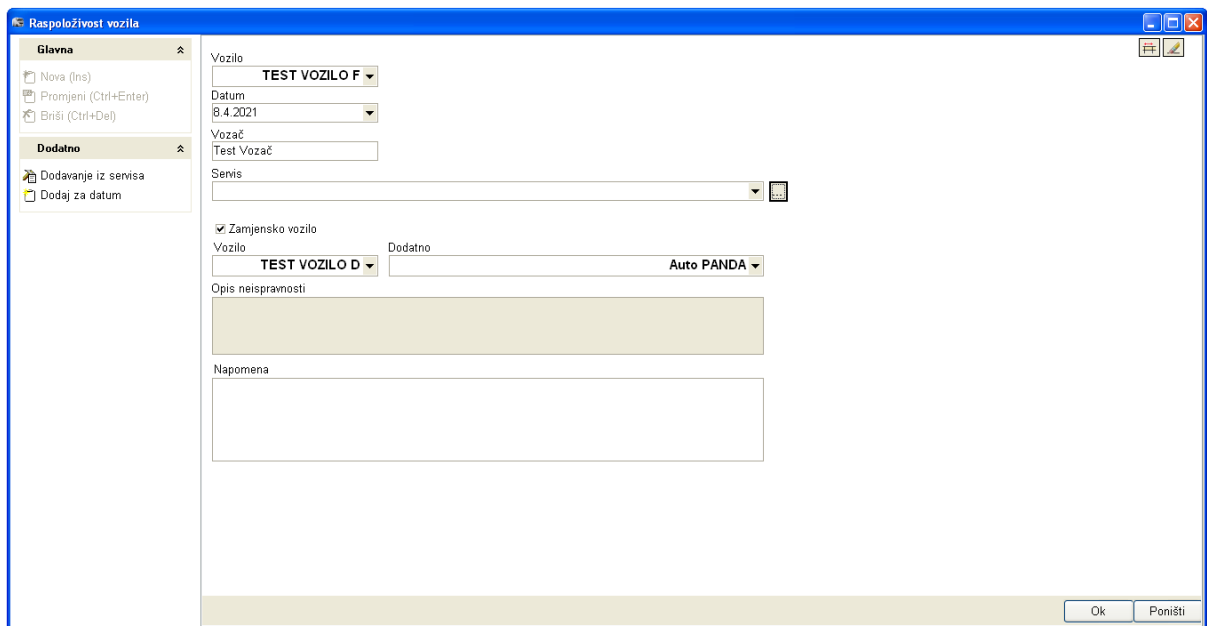 Raspoloživost vozila
Glavna
Nova (Ins)
Promjeni (Ctrl+Enter)
Briši (Ctrl+Del)
Dodatno
Dodavanje iz servisa
Dodaj za datum
Vozilo
TEST VOZILO F
Datum
8.4.2021
Vozač
Test Vozač
Servis
...
Zamjensko vozilo
Vozilo Dodatno
TEST VOZILO D Auto PANDA
Opis neispravnosti
Napomena
Ok Poništi